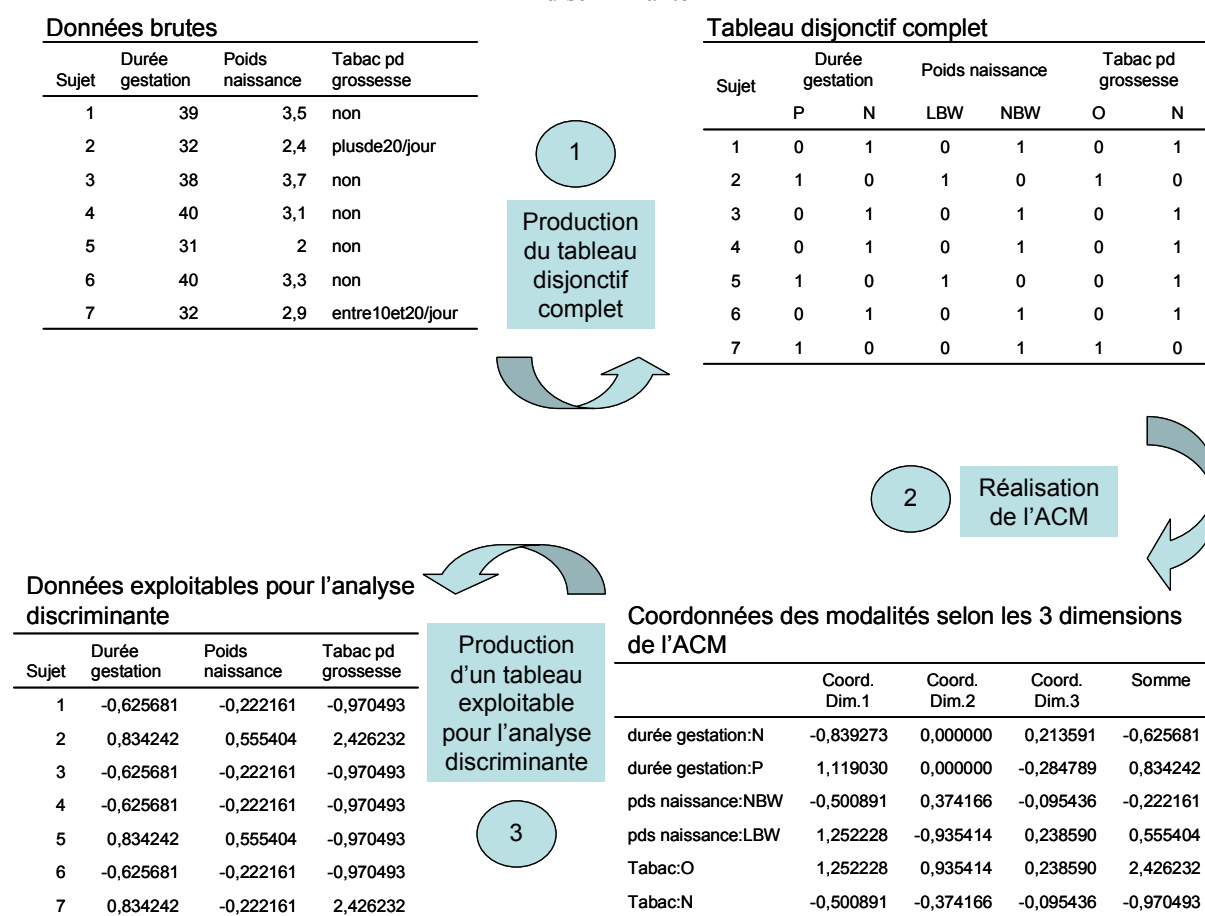 Données brutes
Sujet Durée gestation Poids naissance Tabac pd grossesse
1 39 3,5 non
2 32 2,4 plusde20/jour
3 38 3,7 non
4 40 3,1 non
5 31 2 non
6 40 3,3 non
7 32 2,9 entre10et20/jour
1
Production
du tableau
disjonctif
complet
Tableau disjonctif complet
Sujet Durée gestation Poids naissance Tabac pd grossesse
P N LBW NBW O N
1 0 1 0 1 0 1
2 1 0 1 0 1 0
3 0 1 0 1 0 1
4 0 1 0 1 0 1
5 1 0 1 0 0 1
6 0 1 0 1 0 1
7 1 0 0 1 1 0
2
Réalisation
de l’ACM
Coordonnées des modalités selon les 3 dimensions
de l’ACM
Coord. Dim.1 Coord. Dim.2 Coord. Dim.3 Somme
durée gestation:N -0,839273 0,000000 0,213591 -0,625681
durée gestation:P 1,119030 0,000000 -0,284789 0,834242
pds naissance:NBW -0,500891 0,374166 -0,095436 -0,222161
pds naissance:LBW 1,252228 -0,935414 0,238590 0,555404
Tabac:O 1,252228 0,935414 0,238590 2,426232
Tabac:N -0,500891 -0,374166 -0,095436 -0,970493
Production
d’un tableau
exploitable
pour l’analyse
discriminante
3
Données exploitables pour l’analyse
discriminante
Sujet Durée gestation Poids naissance Tabac pd grossesse
1 -0,625681 -0,222161 -0,970493
2 0,834242 0,555404 2,426232
3 -0,625681 -0,222161 -0,970493
4 -0,625681 -0,222161 -0,970493
5 0,834242 0,555404 -0,970493
6 -0,625681 -0,222161 -0,970493
7 0,834242 -0,222161 2,426232